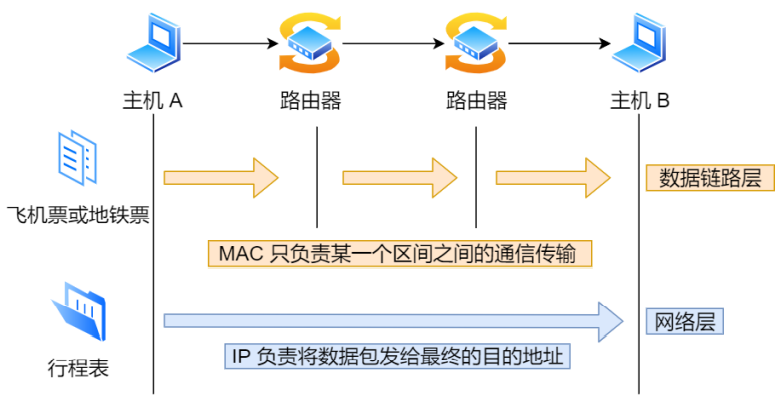 主机 A
路由器
路由器
主机 B
飞机票或地铁票
数据链路层
MAC 只负责某一个区间之间的通信传输
网络层
行程表
IP 负责将数据包发给最终的目的地址